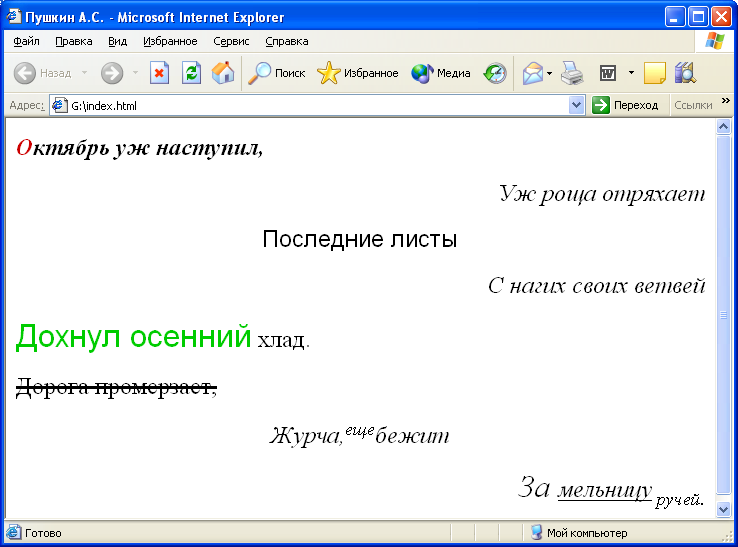 Пушкин А.С. - Microsoft Internet Explorer
Файл Правка Вид Избранное Сервис Справка
Назад Поиск Избранное Медиа
Адрес: G:\index.html Переход Ссылки »
Октябрь уж наступил,
Уж роща отряхает
Последние листы
С нагих своих ветвей
Дохнул осенний хлад.
Дорога промерзает,
Журча,еще бежит
За мельницу ручей.
Готово Мой компьютер